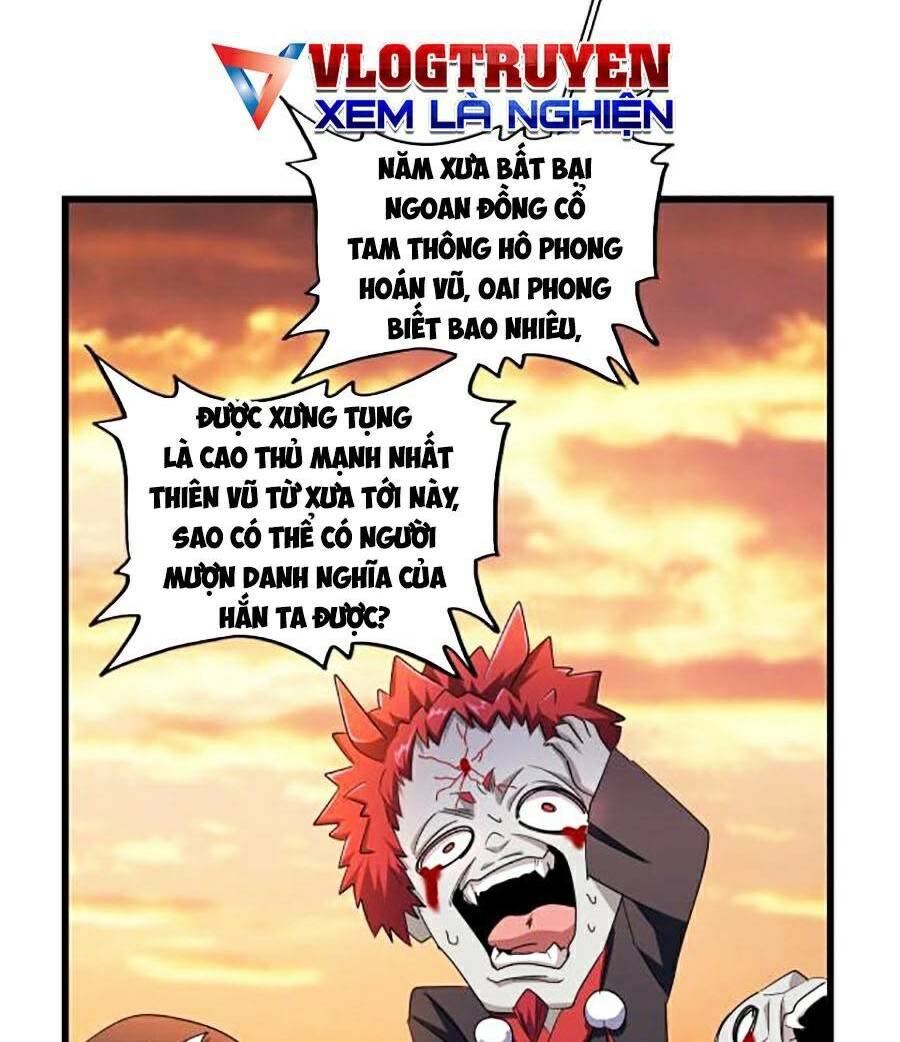 VLOGTRUYEN
XEM LÀ NGHIỆN
NĂM XƯA BẤT BẠI
NGOAN ĐỒNG CỔ
TAM THÔNG HÔ PHONG
HOÁN VŨ, OAI PHONG
BIẾT BAO NHIÊU,
ĐƯỢC XƯNG TỤNG
LÀ CAO THỦ MẠNH NHẤT
THIÊN VŨ TỪ XƯA TỚI NÀY,
SAO CÓ THỂ CÓ NGƯỜI
MƯỢN DANH NGHĨA CỦA
HẮN TA ĐƯỢC?